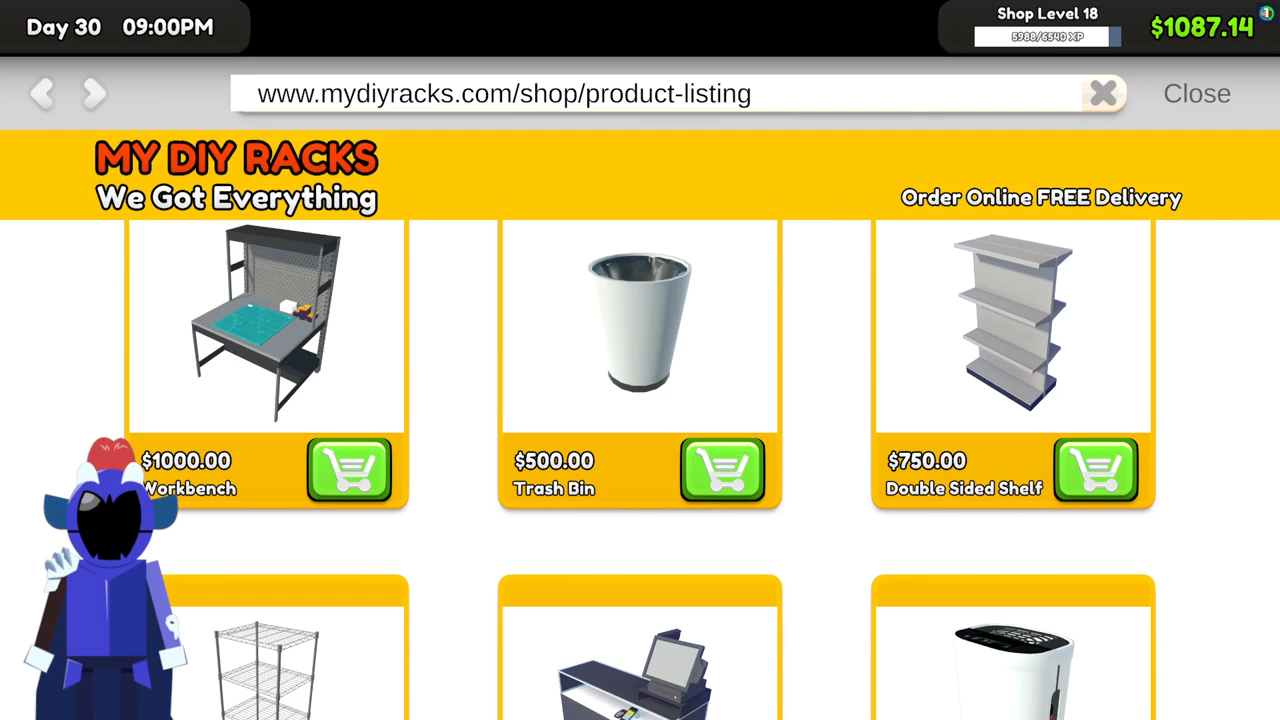 Day 30 09:00PM
Shop Level 18
5988/6540 XP
$1087.14
www.mydiyracks.com/shop/product-listing
Close
MY DIY RACKS
We Got Everything
Order Online FREE Delivery
$1000.00
Workbench
$500.00
Trash Bin
$750.00
Double Sided Shelf